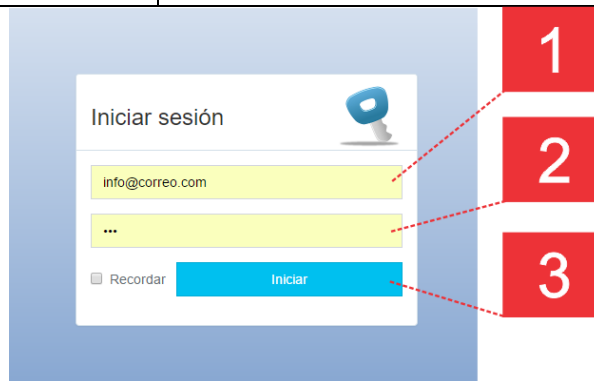 1
Iniciar sesión
info@correo.com
2
•••
Recordar Iniciar
3